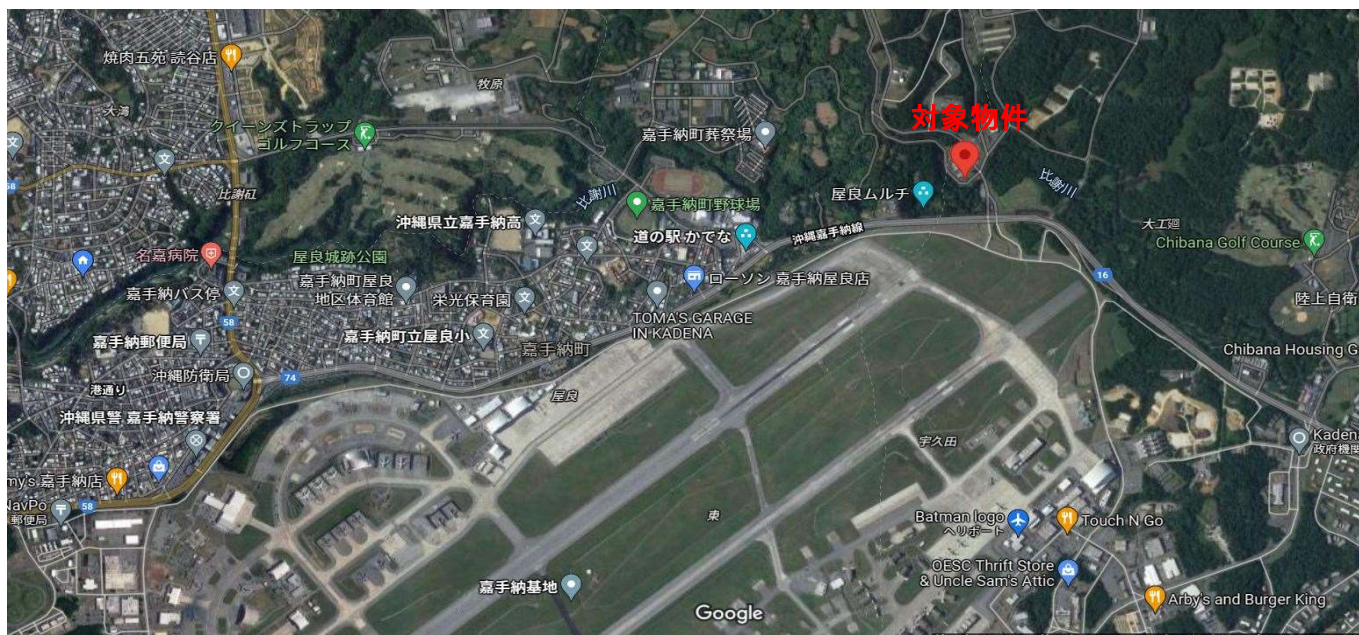 焼肉五苑 読谷店
牧原
大湾
対象物件
クイーンズトラップ
ゴルフコース
嘉手納町葬祭場
58
比謝矼
比謝川
嘉手納町野球場
屋良ムルチ
比謝川
大工廻
沖縄県立嘉手納高
道の駅 かでな
沖縄嘉手納線
Chibana Golf Course
名嘉病院
屋良城跡公園
嘉手納町屋良
地区体育館
ローソン 嘉手納屋良店
16
嘉手納バス停
栄光保育園
陸上自衛
58
TOMA'S GARAGE
IN KADENA
嘉手納郵便局
嘉手納町立屋良小
嘉手納町
Chibana Housing G
沖縄防衛局
74
港通り
屋良
沖縄県警 嘉手納警察署
宇久田
Kadena
政府機関
my's 嘉手納店
NavPo
郵便局
58
東
Batman logo
ヘリポート
Touch N Go
OESC Thrift Store
& Uncle Sam's Attic
嘉手納基地
Arby's and Burger King
Google